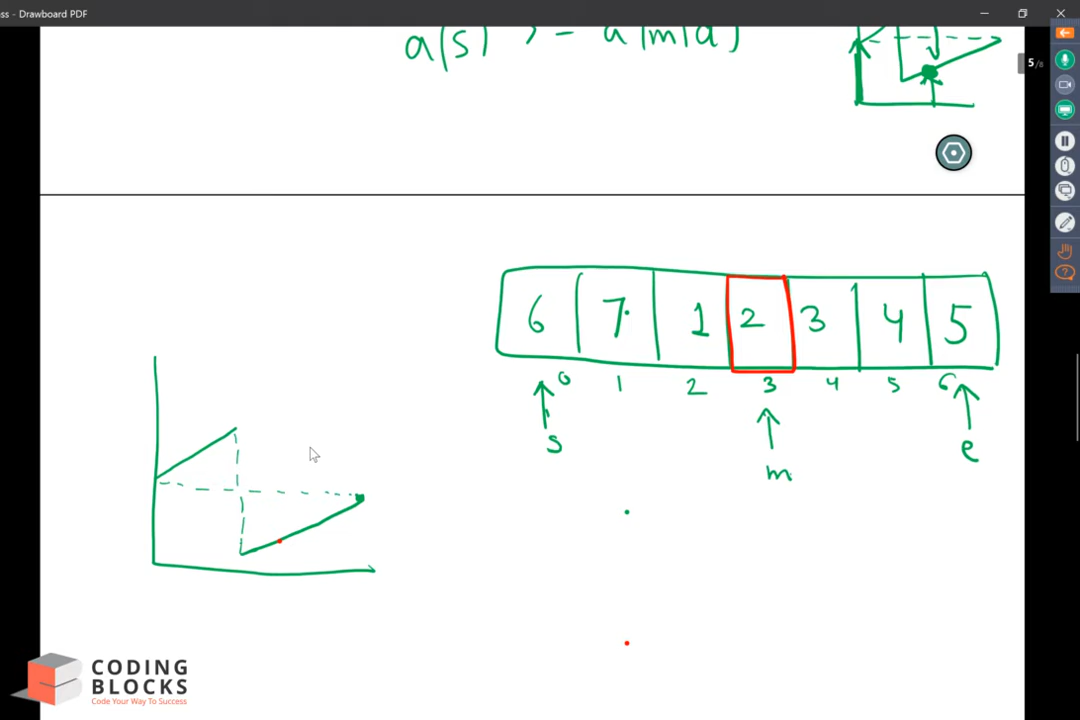 ss - Drawboard PDF
a(s) > = a(mid)
5/8
6 7 1 2 3 4 5
0 1 2 3 4 5 6
s m e
CODING
BLOCKS
Code Your Way To Success